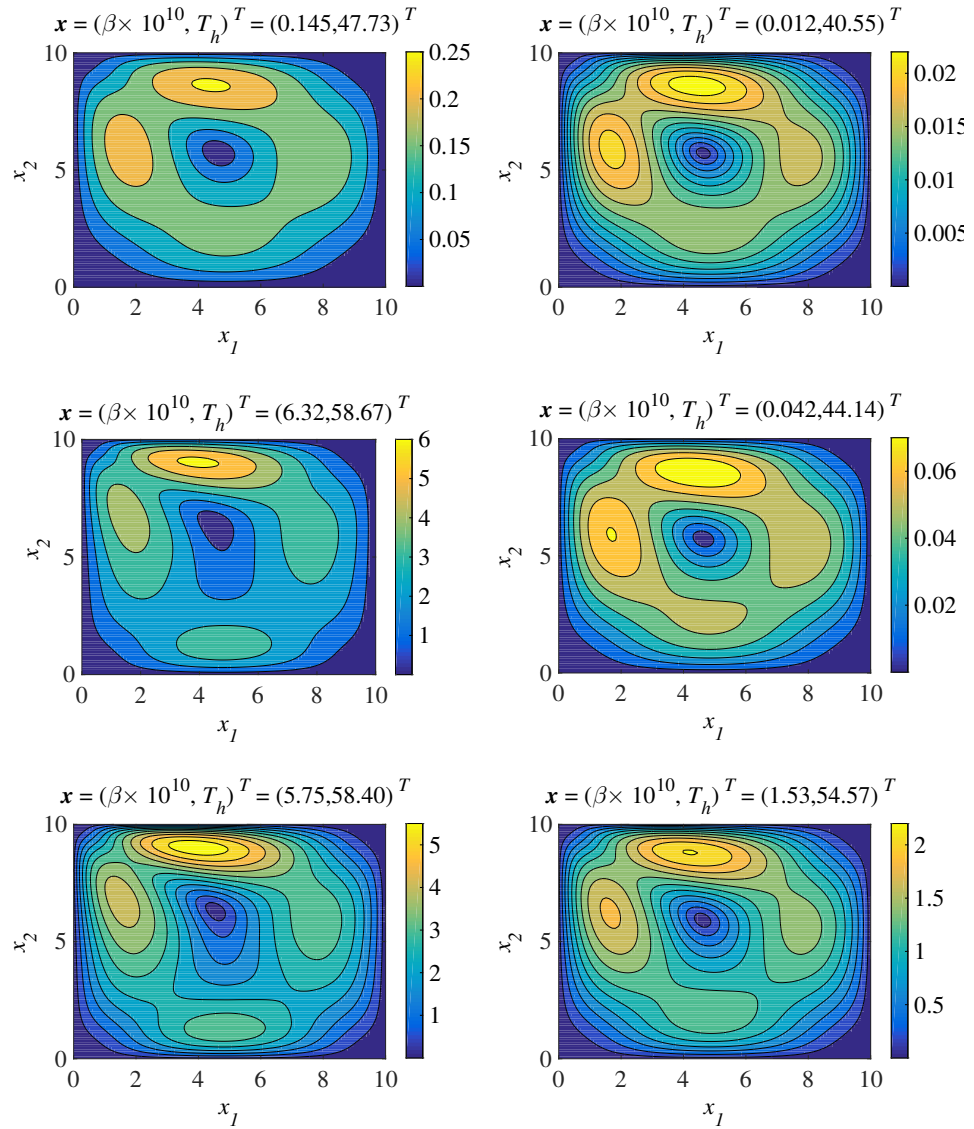 x = (β× 10^10, T_h)^T = (0.145,47.73)^T
10
5
0
x_2
0 2 4 6 8 10
x_1
0.25
0.2
0.15
0.1
0.05
x = (β× 10^10, T_h)^T = (0.012,40.55)^T
10
5
0
x_2
0 2 4 6 8 10
x_1
0.02
0.015
0.01
0.005
x = (β× 10^10, T_h)^T = (6.32,58.67)^T
10
5
0
x_2
0 2 4 6 8 10
x_1
6
5
4
3
2
1
x = (β× 10^10, T_h)^T = (0.042,44.14)^T
10
5
0
x_2
0 2 4 6 8 10
x_1
0.06
0.04
0.02
x = (β× 10^10, T_h)^T = (5.75,58.40)^T
10
5
0
x_2
0 2 4 6 8 10
x_1
5
4
3
2
1
x = (β× 10^10, T_h)^T = (1.53,54.57)^T
10
5
0
x_2
0 2 4 6 8 10
x_1
2
1.5
1
0.5